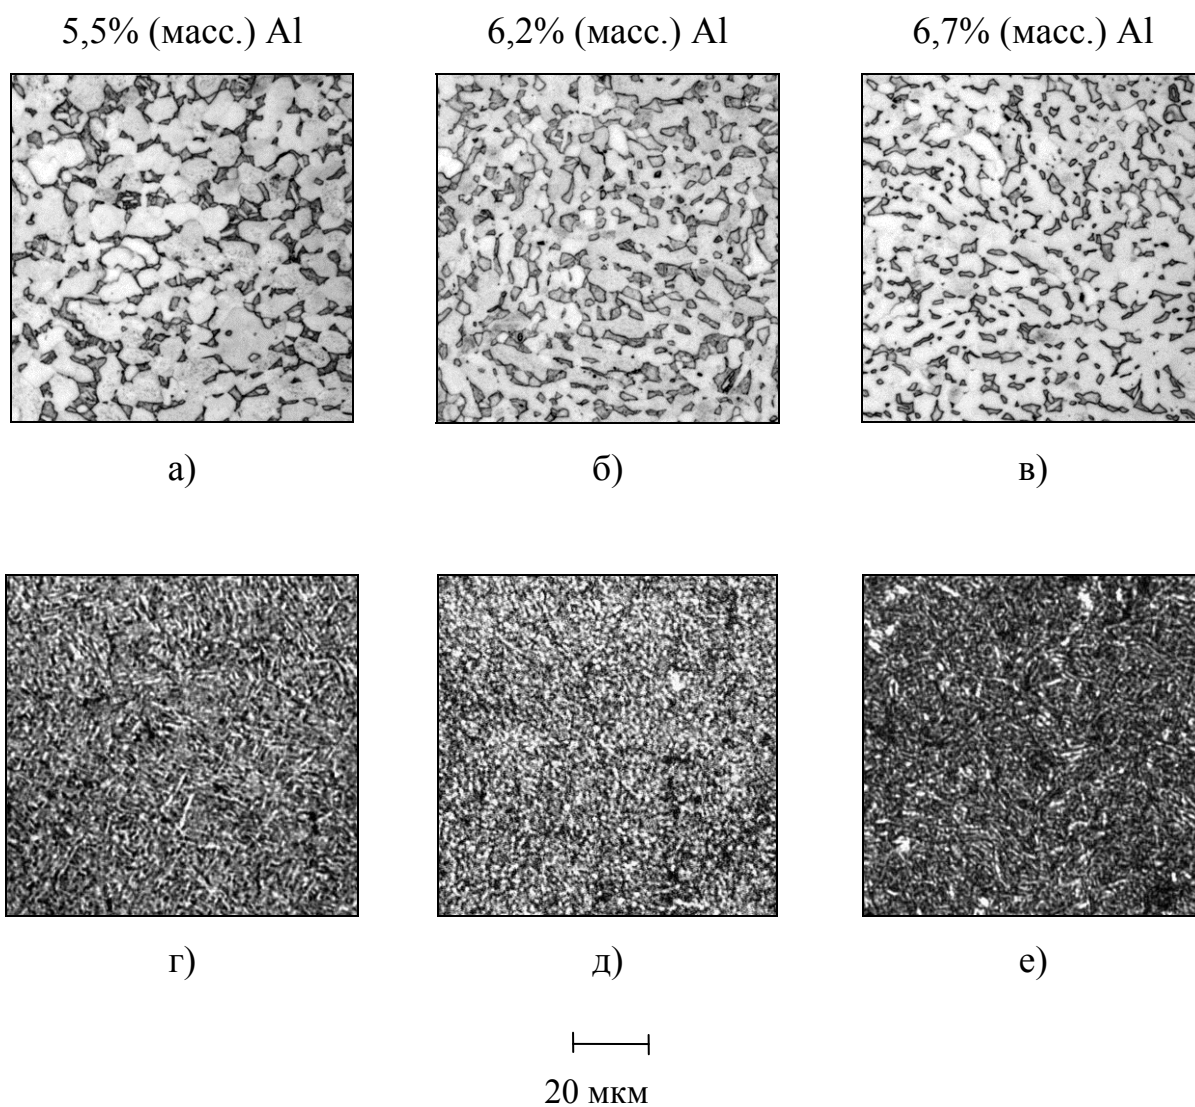 5,5% (масс.) Al
6,2% (масс.) Al
6,7% (масс.) Al
а)
б)
в)
г)
д)
е)
20 мкм